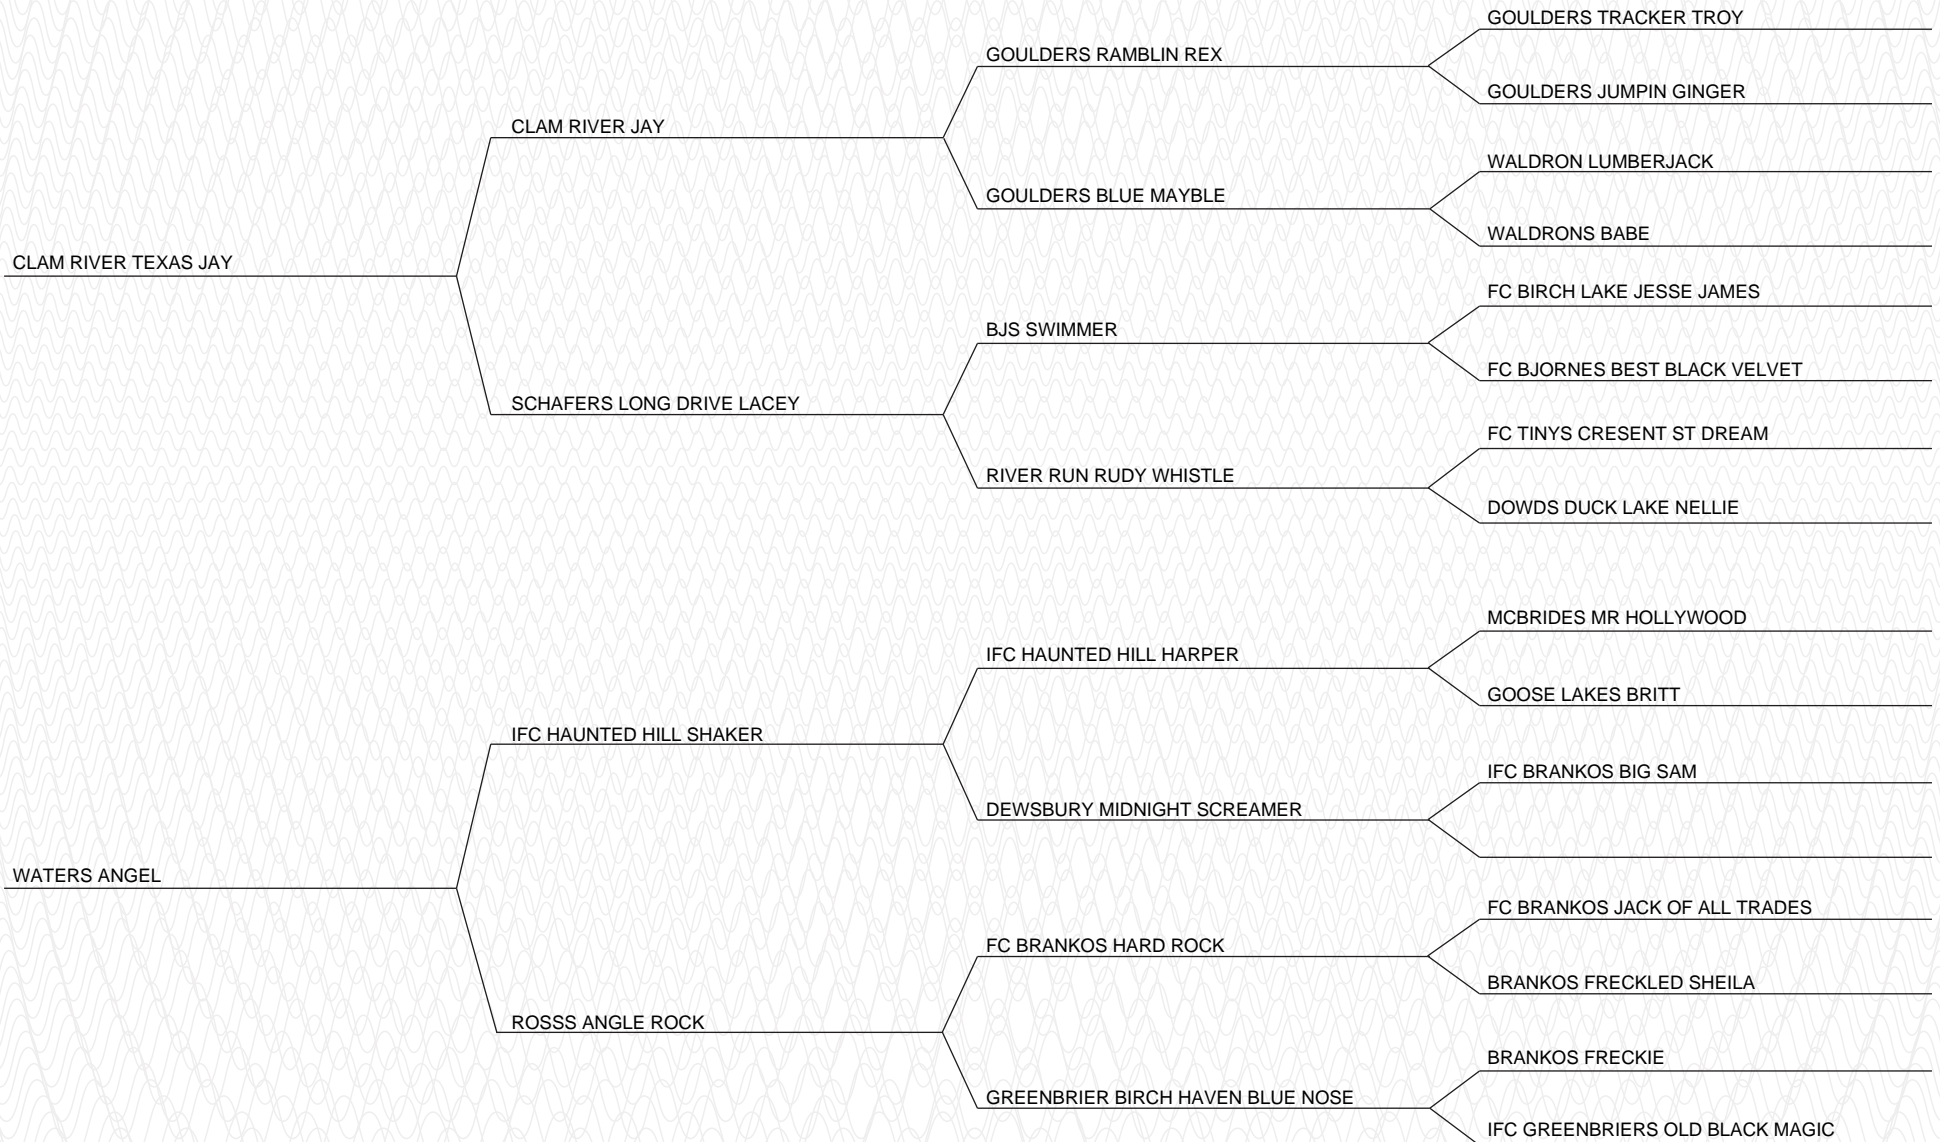 GOULDERS TRACKER TROY
GOULDERS RAMBLIN REX
GOULDERS JUMPIN GINGER
CLAM RIVER JAY
WALDRON LUMBERJACK
GOULDERS BLUE MAYBLE
WALDRONS BABE
CLAM RIVER TEXAS JAY
FC BIRCH LAKE JESSE JAMES
BJS SWIMMER
FC BJORNES BEST BLACK VELVET
SCHAFERS LONG DRIVE LACEY
FC TINYS CRESENT ST DREAM
RIVER RUN RUDY WHISTLE
DOWDS DUCK LAKE NELLIE
MCBRIDES MR HOLLYWOOD
IFC HAUNTED HILL HARPER
GOOSE LAKES BRITT
IFC HAUNTED HILL SHAKER
IFC BRANKOS BIG SAM
DEWSBURY MIDNIGHT SCREAMER
WATERS ANGEL
FC BRANKOS JACK OF ALL TRADES
FC BRANKOS HARD ROCK
BRANKOS FRECKLED SHEILA
ROSSS ANGLE ROCK
BRANKOS FRECKIE
GREENBRIER BIRCH HAVEN BLUE NOSE
IFC GREENBRIERS OLD BLACK MAGIC